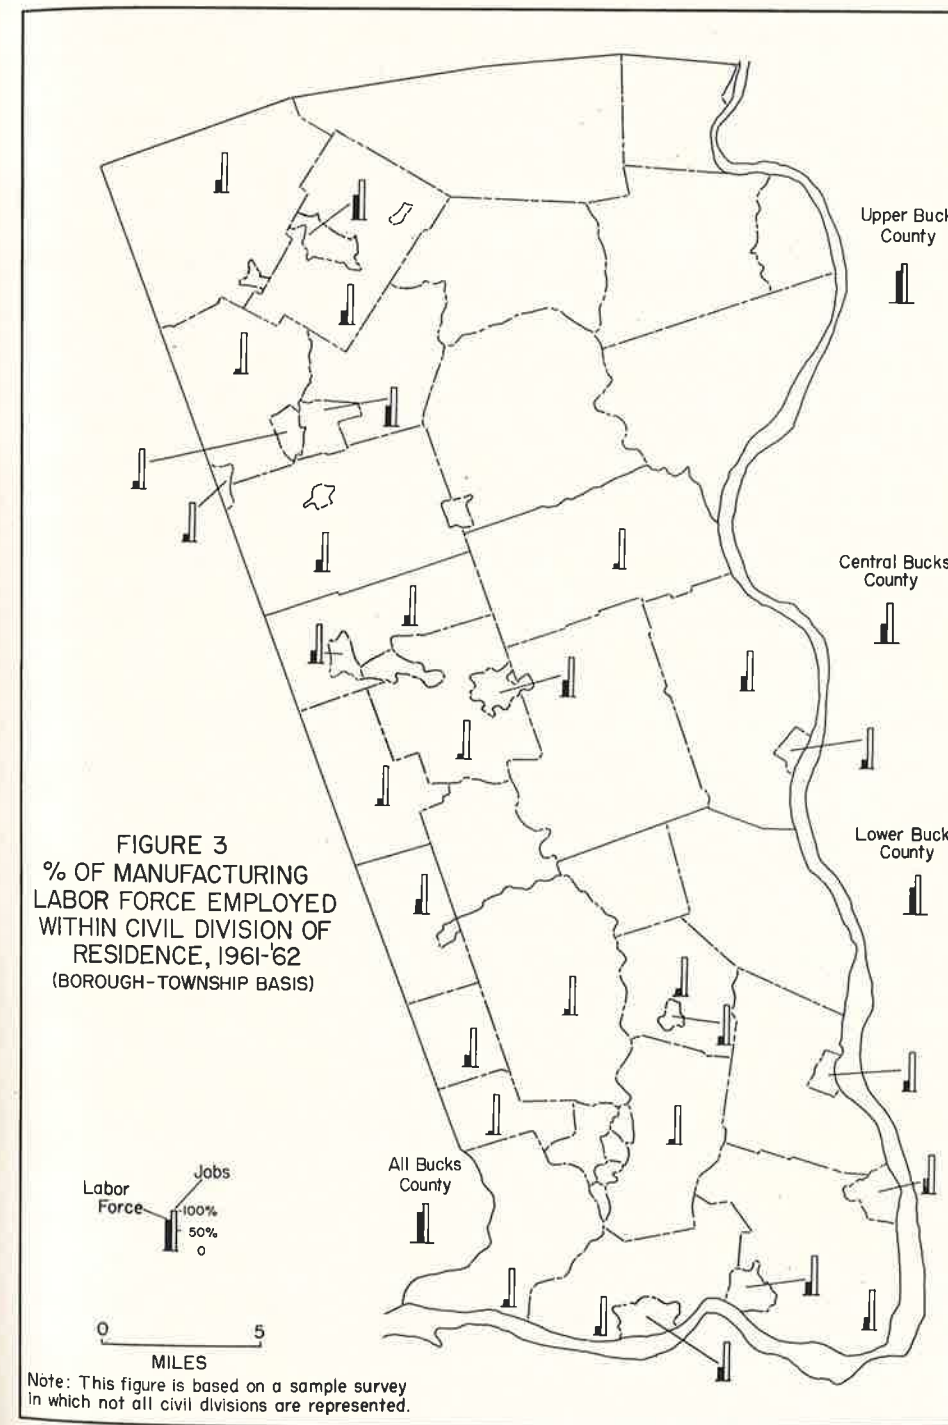 Upper Buck
County
Central Bucks
County
Lower Buck
County
FIGURE 3
% OF MANUFACTURING
LABOR FORCE EMPLOYED
WITHIN CIVIL DIVISION OF
RESIDENCE, 1961-'62
(BOROUGH-TOWNSHIP BASIS)
All Bucks
County
Jobs
Labor
Force
100%
50%
0
0 5
MILES
Note: This figure is based on a sample survey
in which not all civil divisions are represented.